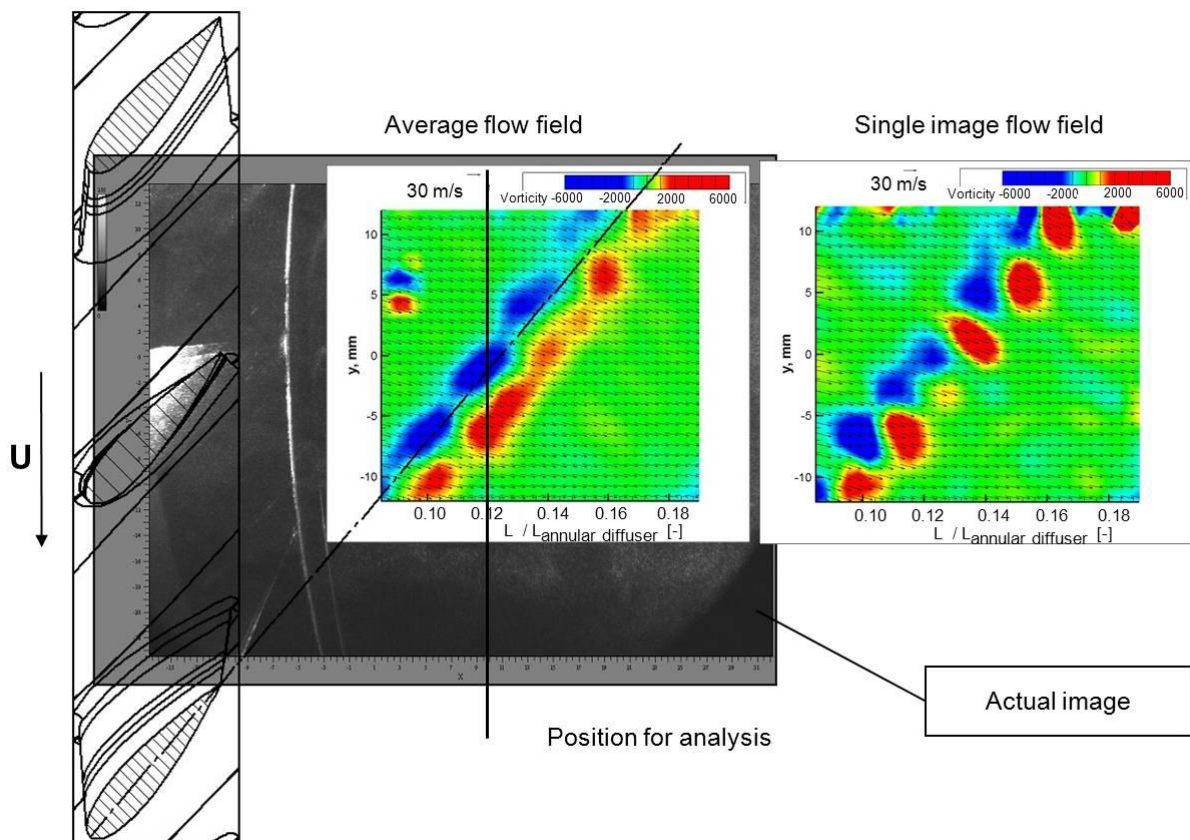 Average flow field
Single image flow field
30 m/s
Vorticity -6000 -2000 2000 6000
10
5
0
-5
-10
y, mm
0.10 0.12 0.14 0.16 0.18
L / L annular diffuser [-]
30 m/s
Vorticity -6000 -2000 2000 6000
10
5
0
-5
-10
y, mm
0.10 0.12 0.14 0.16 0.18
L / L annular diffuser [-]
U
X
Actual image
Position for analysis